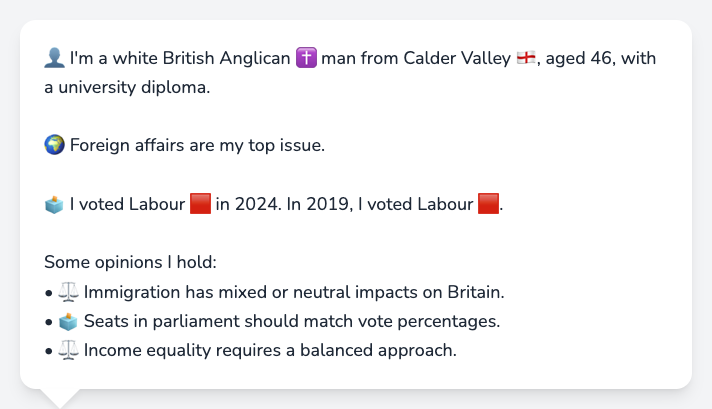 👤 I'm a white British Anglican ✝️ man from Calder Valley 🏴󠁧󠁢󠁥󠁮󠁧󠁿, aged 46, with
a university diploma.
🌍 Foreign affairs are my top issue.
🗳️ I voted Labour 🟥 in 2024. In 2019, I voted Labour 🟥.
Some opinions I hold:
• ⚖️ Immigration has mixed or neutral impacts on Britain.
• 🗳️ Seats in parliament should match vote percentages.
• ⚖️ Income equality requires a balanced approach.